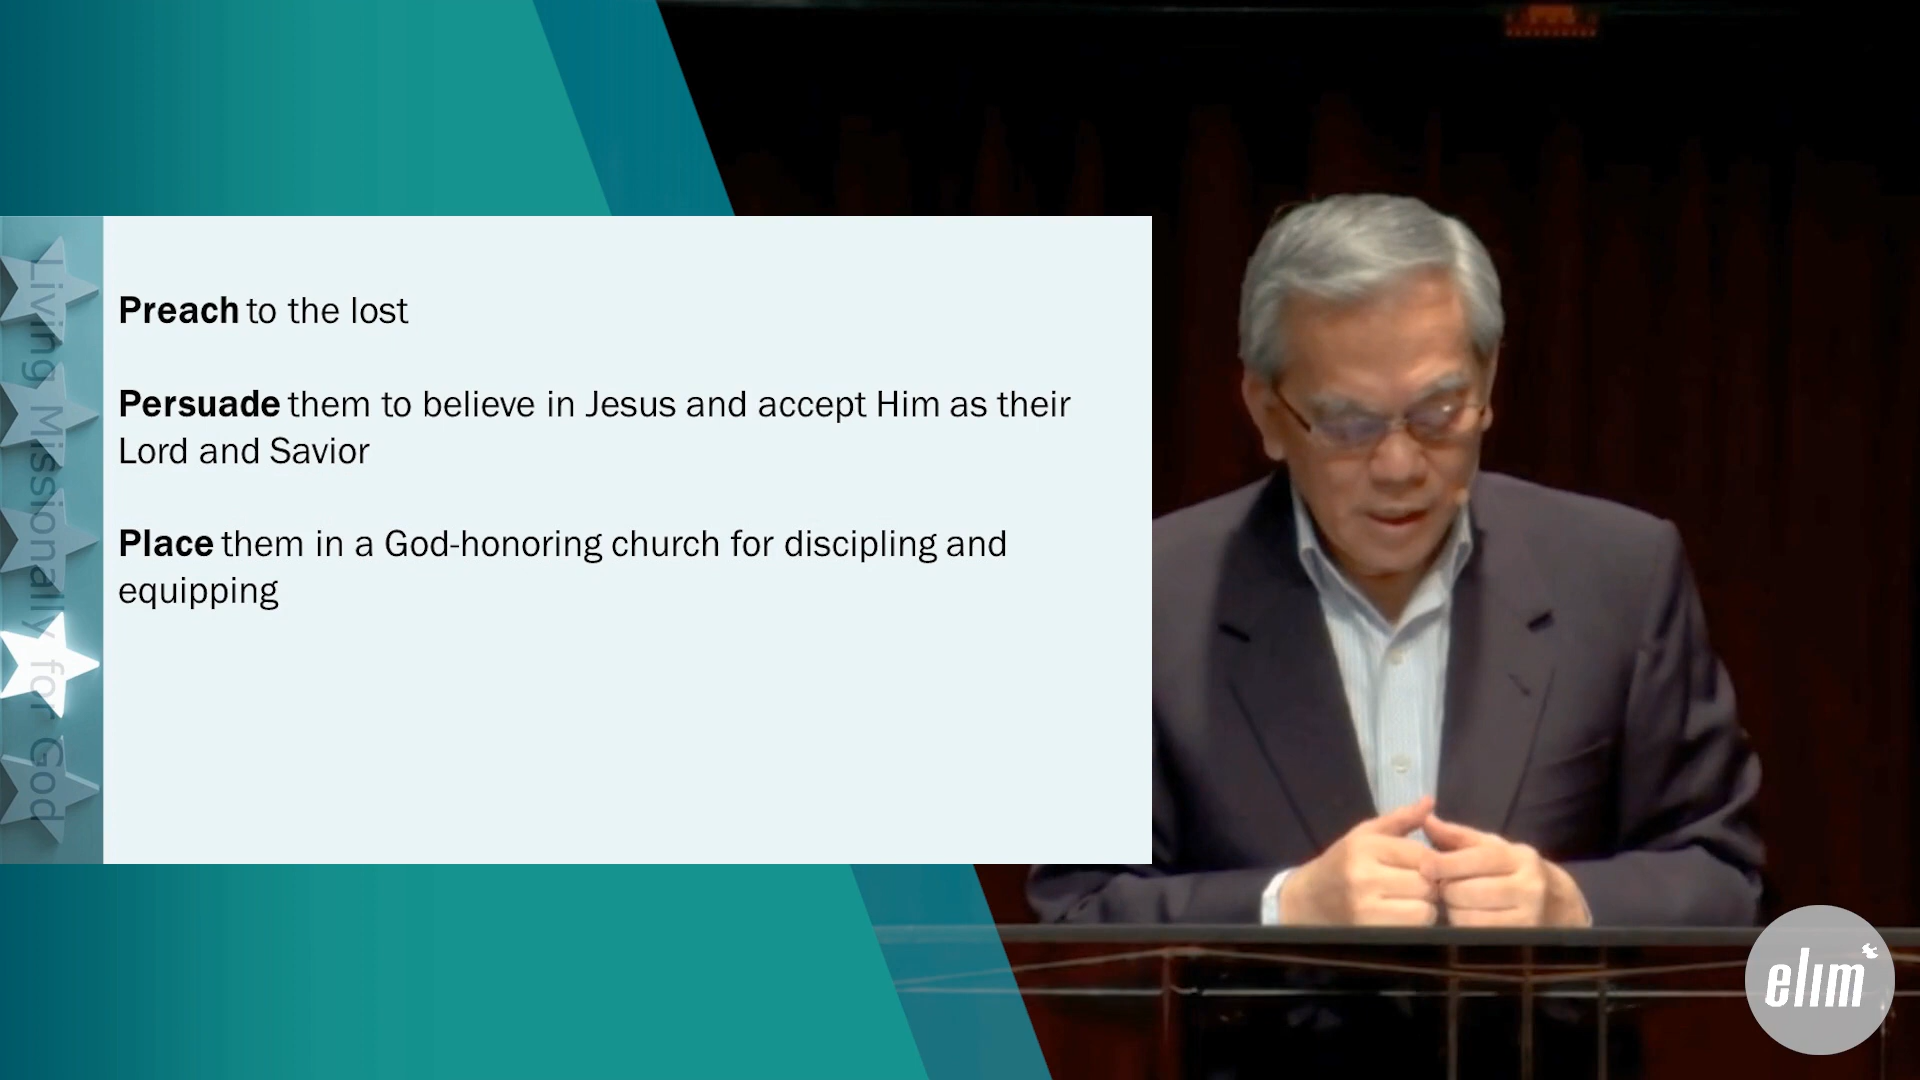 Preach to the lost
Persuade them to believe in Jesus and accept Him as their
Lord and Savior
Place them in a God-honoring church for discipling and
equipping
Living Missionally for God
elim